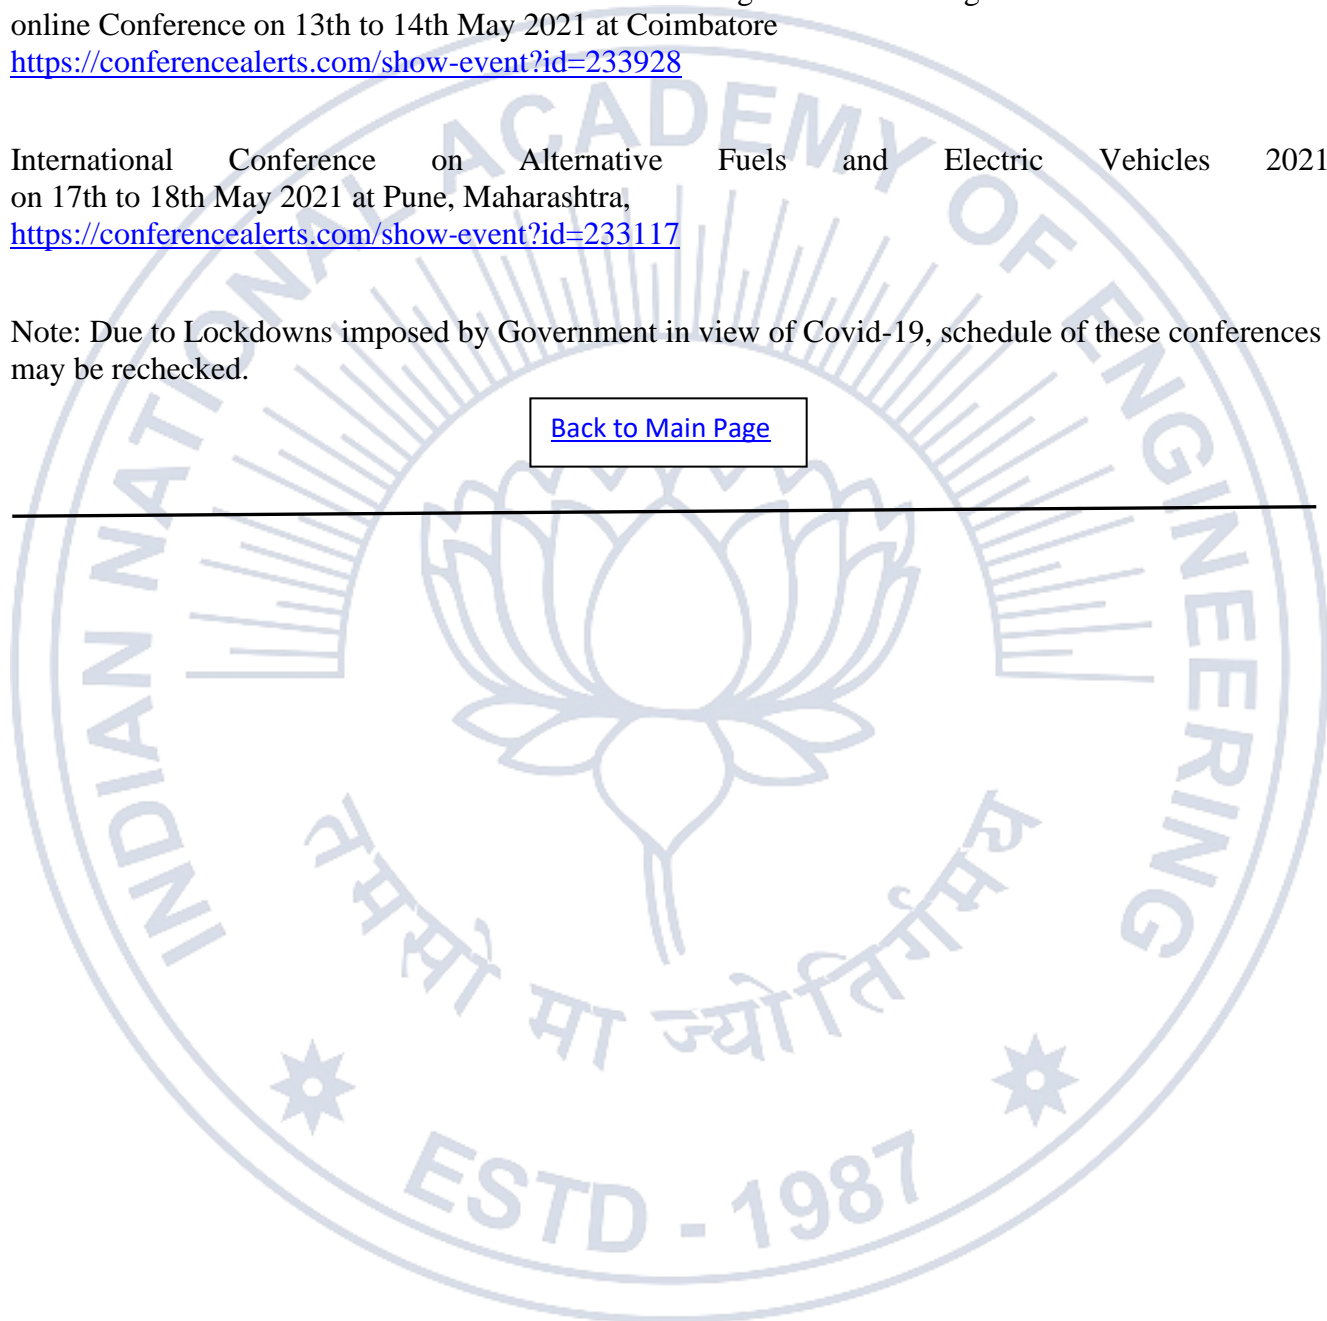 online Conference on 13th to 14th May 2021 at Coimbatore
https://conferencealerts.com/show-event?id=233928
International Conference on Alternative Fuels and Electric Vehicles 2021
on 17th to 18th May 2021 at Pune, Maharashtra,
https://conferencealerts.com/show-event?id=233117
Note: Due to Lockdowns imposed by Government in view of Covid-19, schedule of these conferences
may be rechecked.
Back to Main Page
INDIAN NATIONAL ACADEMY OF ENGINEERING
तमसो मा ज्योतिर्गमय
ESTD - 1987